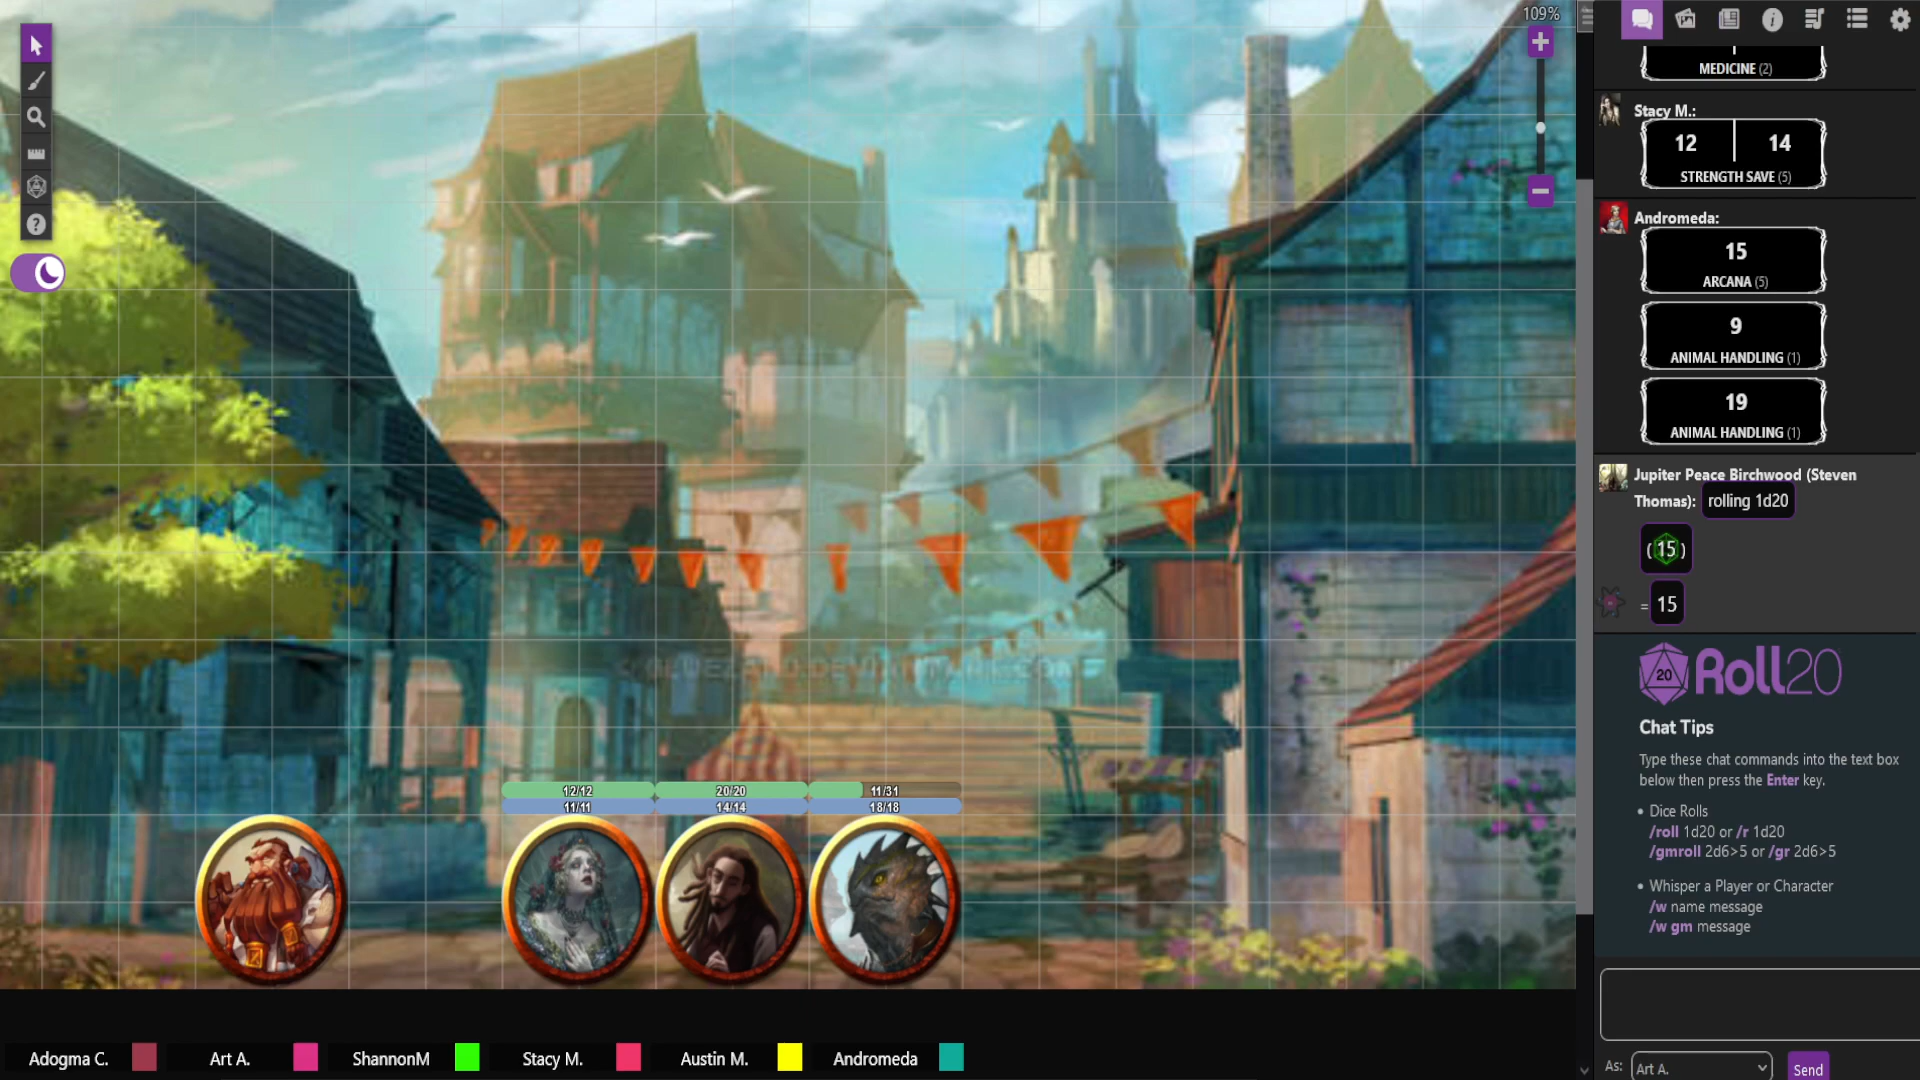 109%
MEDICINE (2)
Stacy M.:
12 14
STRENGTH SAVE (5)
Andromeda:
15
ARCANA (5)
9
ANIMAL HANDLING (1)
19
ANIMAL HANDLING (1)
Jupiter Peace Birchwood (Steven
Thomas): rolling 1d20
(15)
= 15
20 Roll20
Chat Tips
Type these chat commands into the text box
below then press the Enter key.
• Dice Rolls
/roll 1d20 or /r 1d20
/gmroll 2d6>5 or /gr 2d6>5
• Whisper a Player or Character
/w name message
/w gm message
As: Art A. Send
12/12 20/20 11/31
11/11 14/14 18/18
Adogma C. Art A. ShannonM Stacy M. Austin M. Andromeda